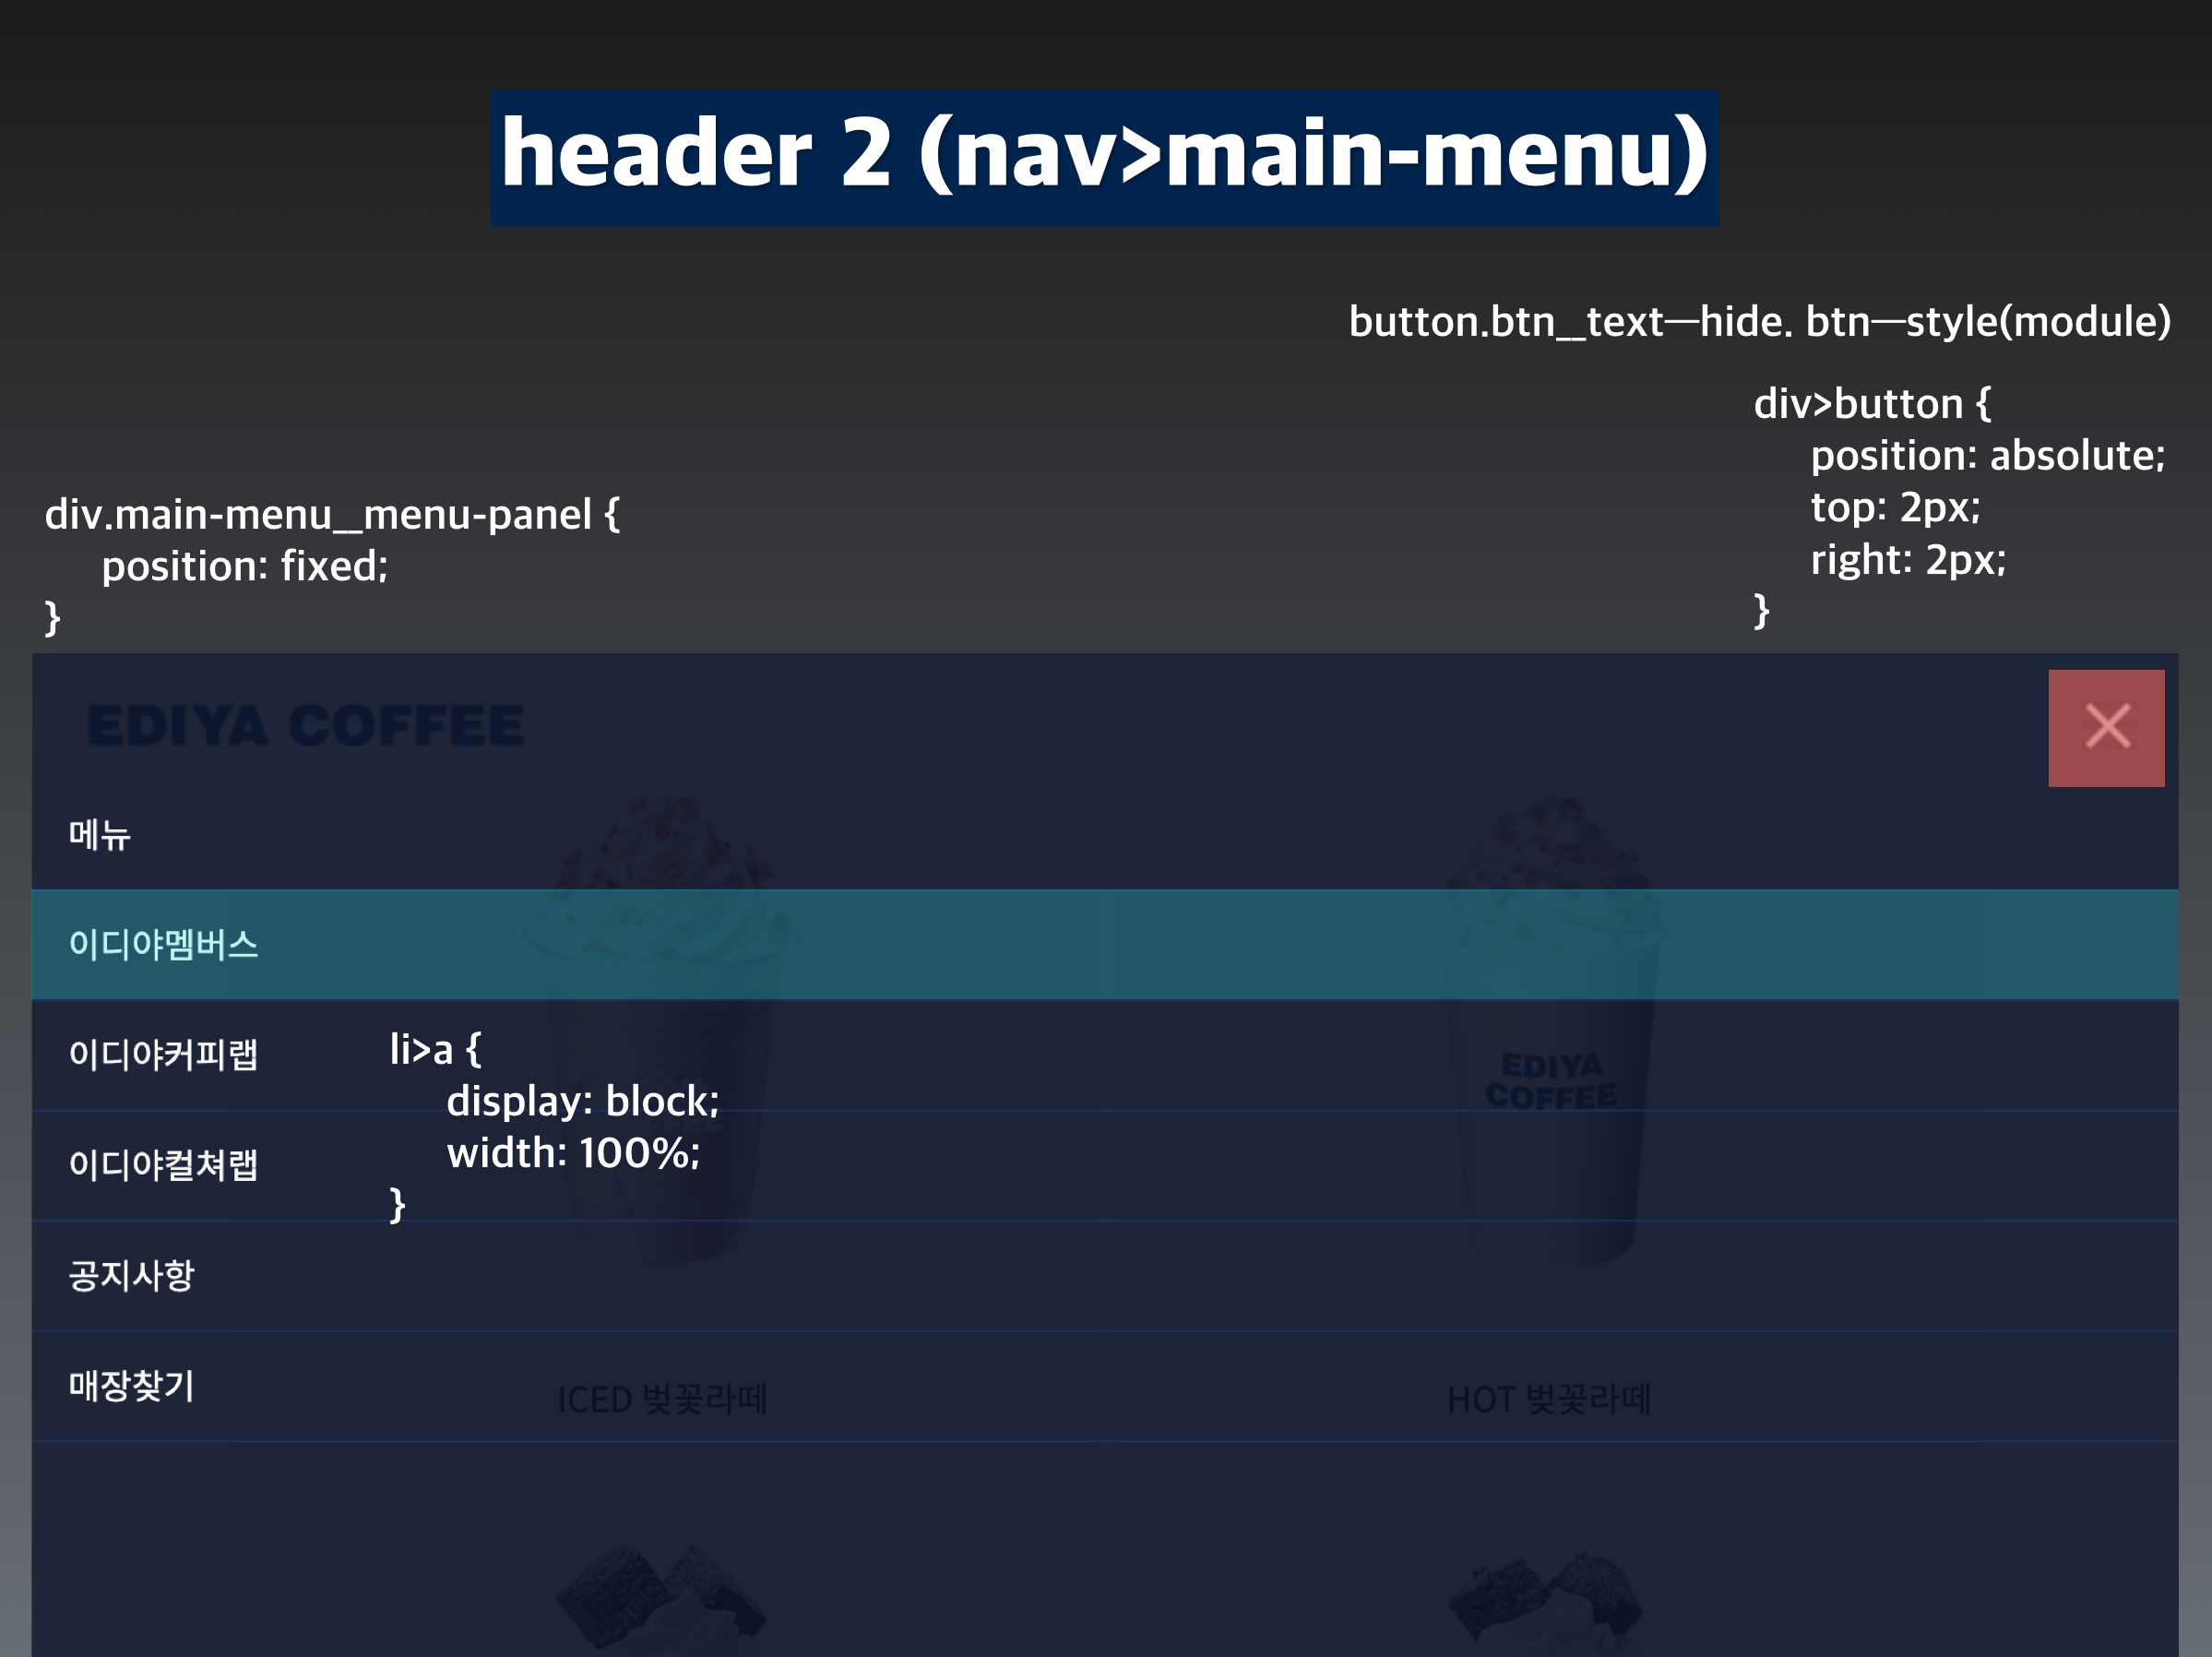 header 2 (nav>main-menu)
button.btn__text—hide. btn—style(module)
div>button {
position: absolute;
top: 2px;
right: 2px;
}
div.main-menu__menu-panel {
position: fixed;
}
EDIYA COFFEE
메뉴
이디야멤버스
이디야커피랩
이디야컬쳐랩
공지사항
매장찾기
li>a {
display: block;
width: 100%;
}
EDIYA
COFFEE
ICED 벚꽃라떼
HOT 벚꽃라떼